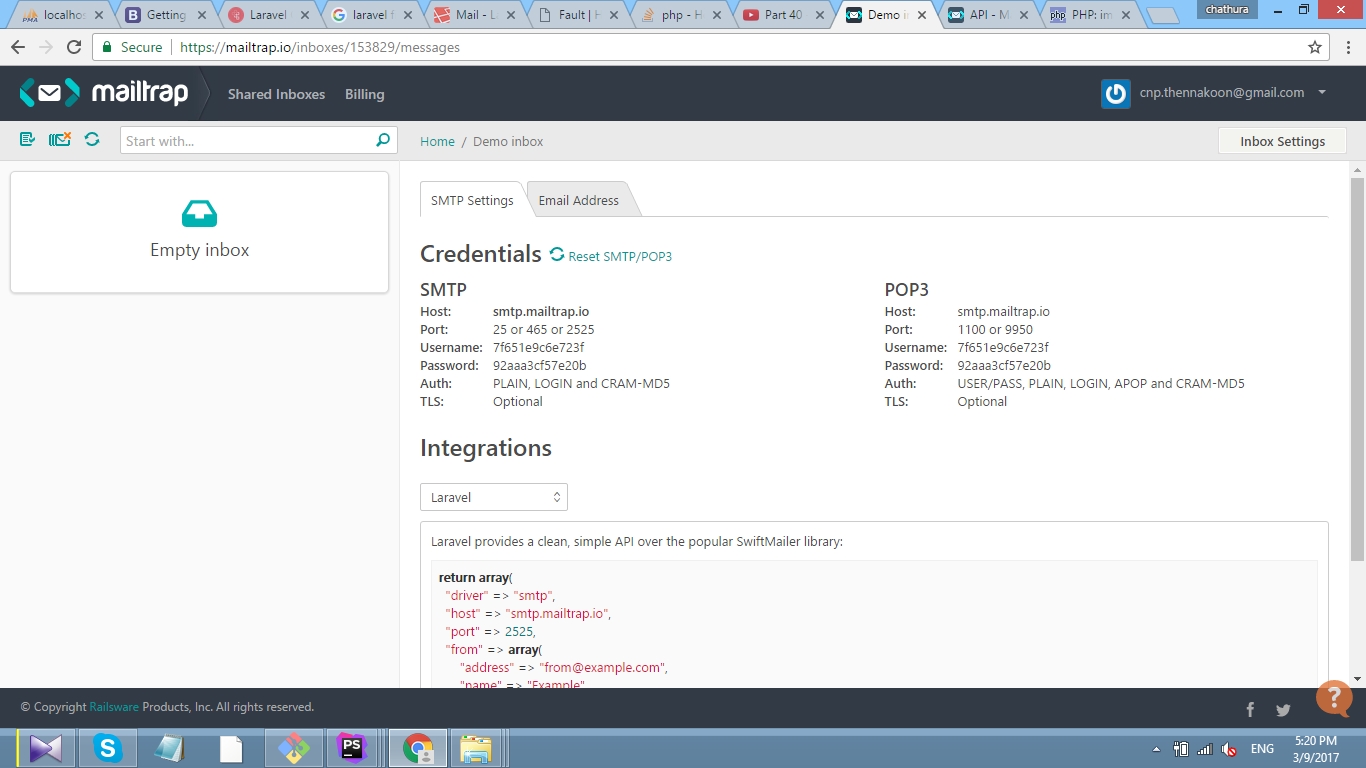 localhos
Getting
Laravel
laravel f
Mail - L
Fault | H
php - H
Part 40
Demo i
API - M
PHP: im
chathura
Secure
https://mailtrap.io/inboxes/153829/messages
mailtrap
Shared Inboxes
Billing
cnp.thennakoon@gmail.com
Start with...
Home / Demo inbox
Inbox Settings
Empty inbox
SMTP Settings
Email Address
Credentials Reset SMTP/POP3
SMTP
Host: smtp.mailtrap.io
Port: 25 or 465 or 2525
Username: 7f651e9c6e723f
Password: 92aaa3cf57e20b
Auth: PLAIN, LOGIN and CRAM-MD5
TLS: Optional
POP3
Host: smtp.mailtrap.io
Port: 1100 or 9950
Username: 7f651e9c6e723f
Password: 92aaa3cf57e20b
Auth: USER/PASS, PLAIN, LOGIN, APOP and CRAM-MD5
TLS: Optional
Integrations
Laravel
Laravel provides a clean, simple API over the popular SwiftMailer library:
return array(
"driver" => "smtp",
"host" => "smtp.mailtrap.io",
"port" => 2525,
"from" => array(
"address" => "from@example.com",
"name" => "Example"
?
© Copyright Railsware Products, Inc. All rights reserved.
PS
ENG
5:20 PM
3/9/2017